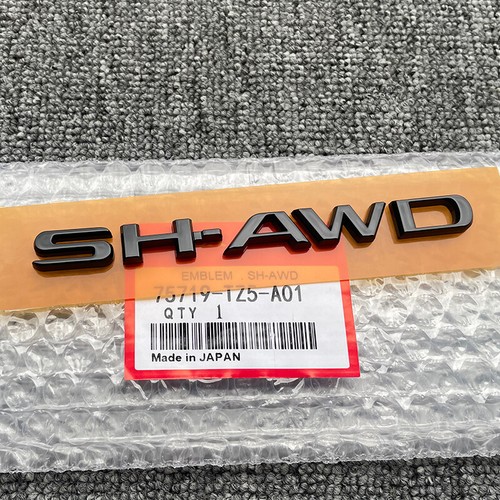 SH-AWD
EMBLEM . SH-AWD
75719-TZ5-A01
QTY 1
Made in JAPAN